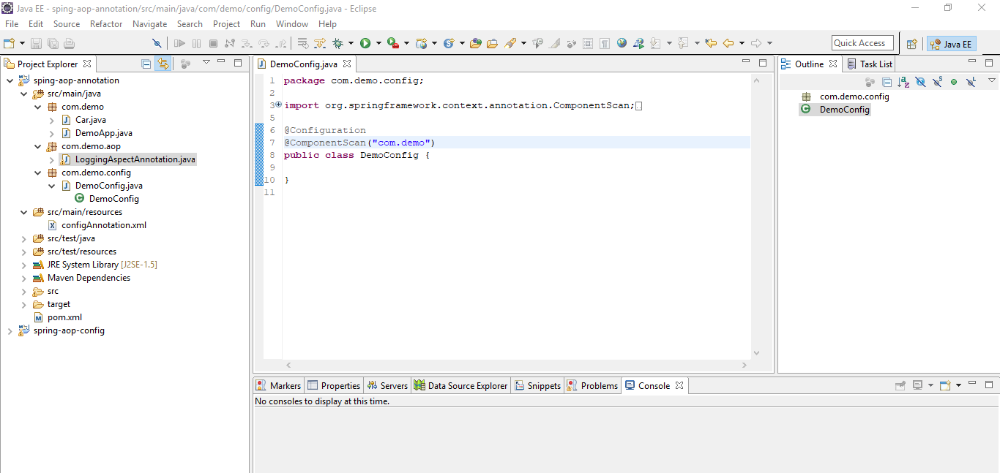 Java EE - sping-aop-annotation/src/main/java/com/demo/config/DemoConfig.java - Eclipse
File Edit Source Refactor Navigate Search Project Run Window Help
Quick Access Java EE
Project Explorer
sping-aop-annotation
src/main/java
com.demo
Car.java
DemoApp.java
com.demo.aop
LoggingAspectAnnotation.java
com.demo.config
DemoConfig.java
DemoConfig
src/main/resources
configAnnotation.xml
src/test/java
src/test/resources
JRE System Library [J2SE-1.5]
Maven Dependencies
src
target
pom.xml
spring-aop-config
DemoConfig.java
1 package com.demo.config;
2
3 import org.springframework.context.annotation.ComponentScan;
5
6 @Configuration
7 @ComponentScan("com.demo")
8 public class DemoConfig {
9
10 }
11
Outline Task List
com.demo.config
DemoConfig
Markers Properties Servers Data Source Explorer Snippets Problems Console
No consoles to display at this time.